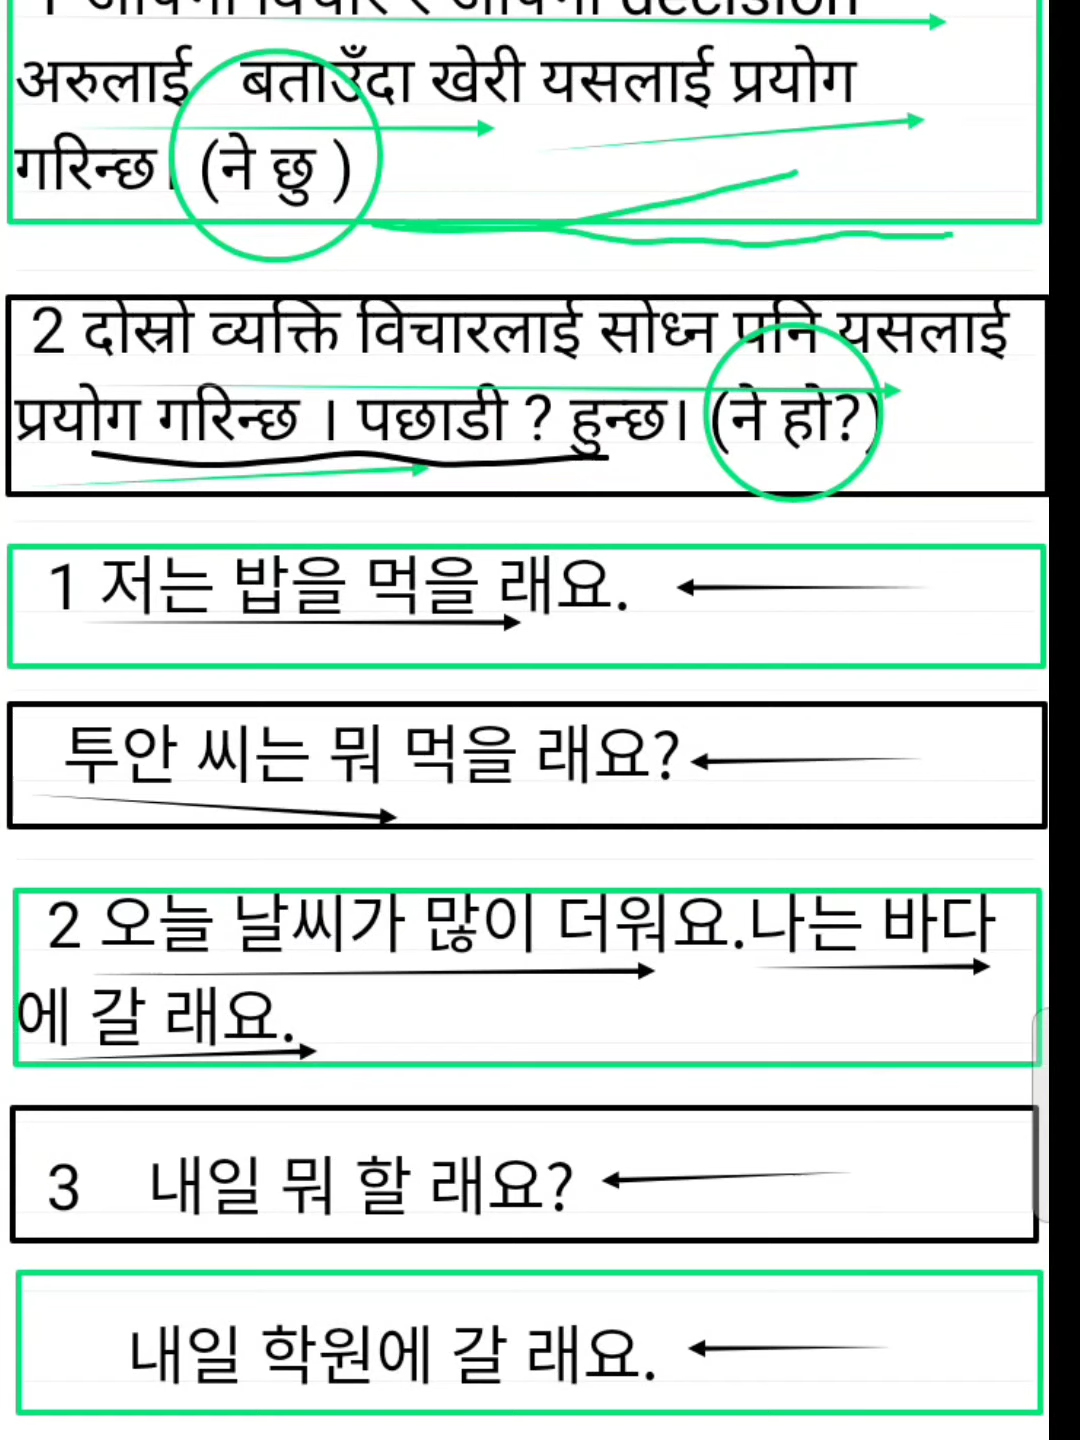 decision
अरुलाई बताउँदा खेरी यसलाई प्रयोग
गरिन्छ। (ने छु )
2 दोस्रो व्यक्ति विचारलाई सोध्न पनि यसलाई
प्रयोग गरिन्छ । पछाडी ? हुन्छ। (ने हो?)
1 저는 밥을 먹을 래요.
투안 씨는 뭐 먹을 래요?
2 오늘 날씨가 많이 더워요.나는 바다
에 갈 래요.
3 내일 뭐 할 래요?
내일 학원에 갈 래요.